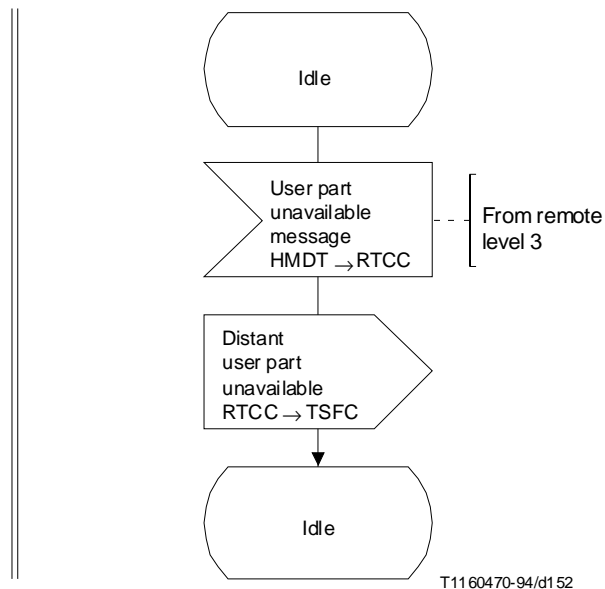 Idle
User part
unavailable
message
HMDT → RTCC
From remote
level 3
Distant
user part
unavailable
RTCC → TSFC
Idle
T1160470-94/d152